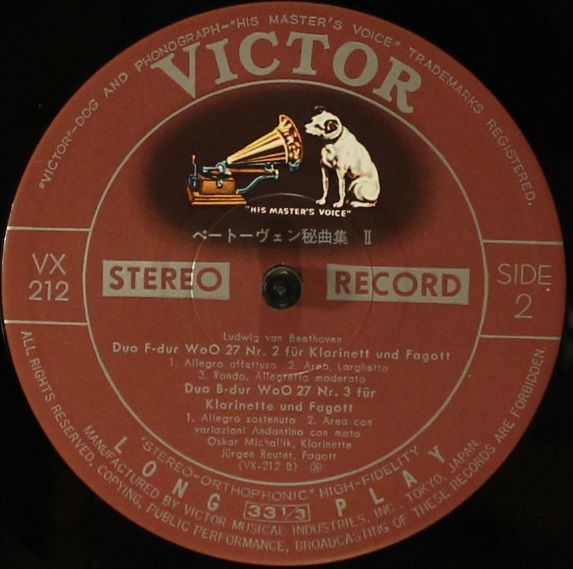 "VICTOR"–DOG AND PHONOGRAPH–"HIS MASTER'S VOICE" TRADEMARKS REGISTERED.
VICTOR
"HIS MASTER'S VOICE"
ベートーヴェン秘曲集 Ⅱ
VX
212
STEREO
RECORD
SIDE
2
Ludwig van Beethoven
Duo F-dur WoO 27 Nr. 2 für Klarinett und Fagott
1. Allegro affettuso 2. Area, Larghetto
3. Rondo, Allegretto moderato
Duo B-dur WoO 27 Nr. 3 für
Klarinette und Fagott
1. Allegro sostenuto 2. Area con
variazioni Andantino con moto
Oskar Michallik, Klarinette
Jürgen Reuter, Fagott
(VX-212 B) Ⓢ
"STEREO-ORTHOPHONIC" HIGH-FIDELITY
LONG 33⅓ PLAY
MANUFACTURED BY VICTOR MUSICAL INDUSTRIES, INC., TOKYO, JAPAN
ALL RIGHTS RESERVED. COPYING, PUBLIC PERFORMANCE, BROADCASTING OF THESE RECORDS ARE FORBIDDEN.